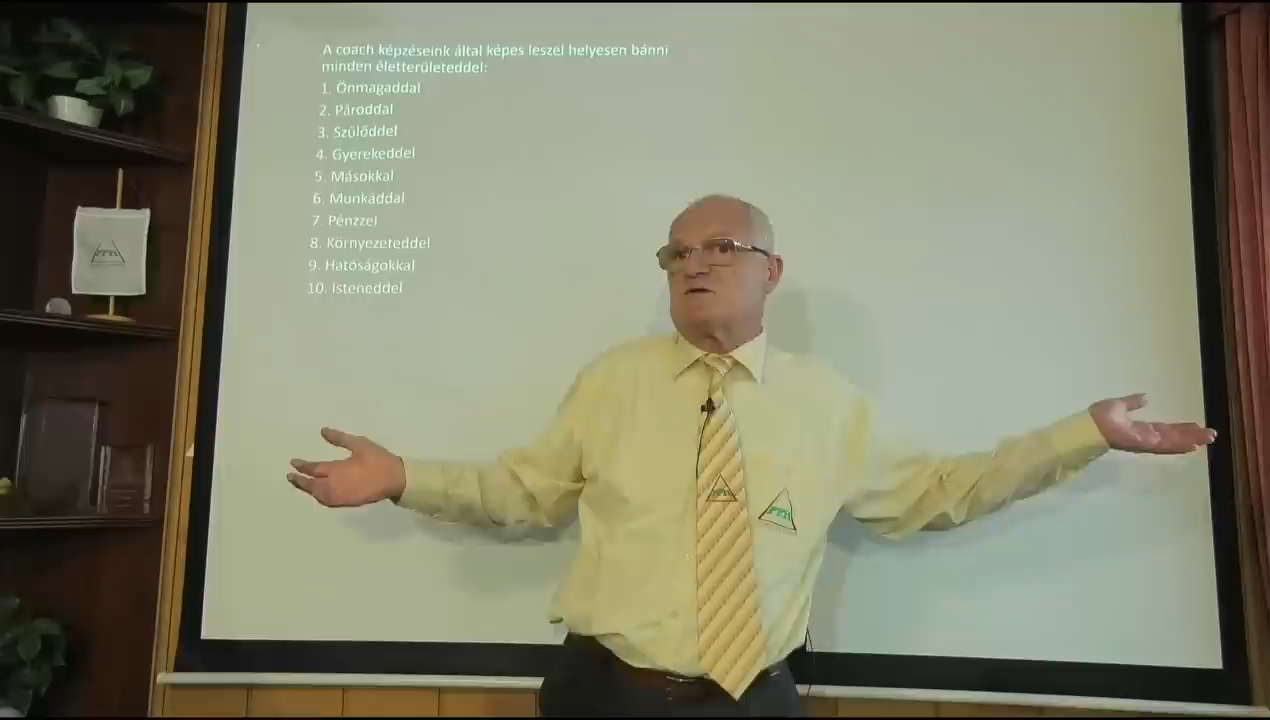 A coach képzéseink által képes leszel helyesen bánni
minden életterületeddel:
1. Önmagaddal
2. Pároddal
3. Szülőddel
4. Gyerekeddel
5. Másokkal
6. Munkáddal
7. Pénzzel
8. Környezeteddel
9. Hatóságokkal
10. Isteneddel